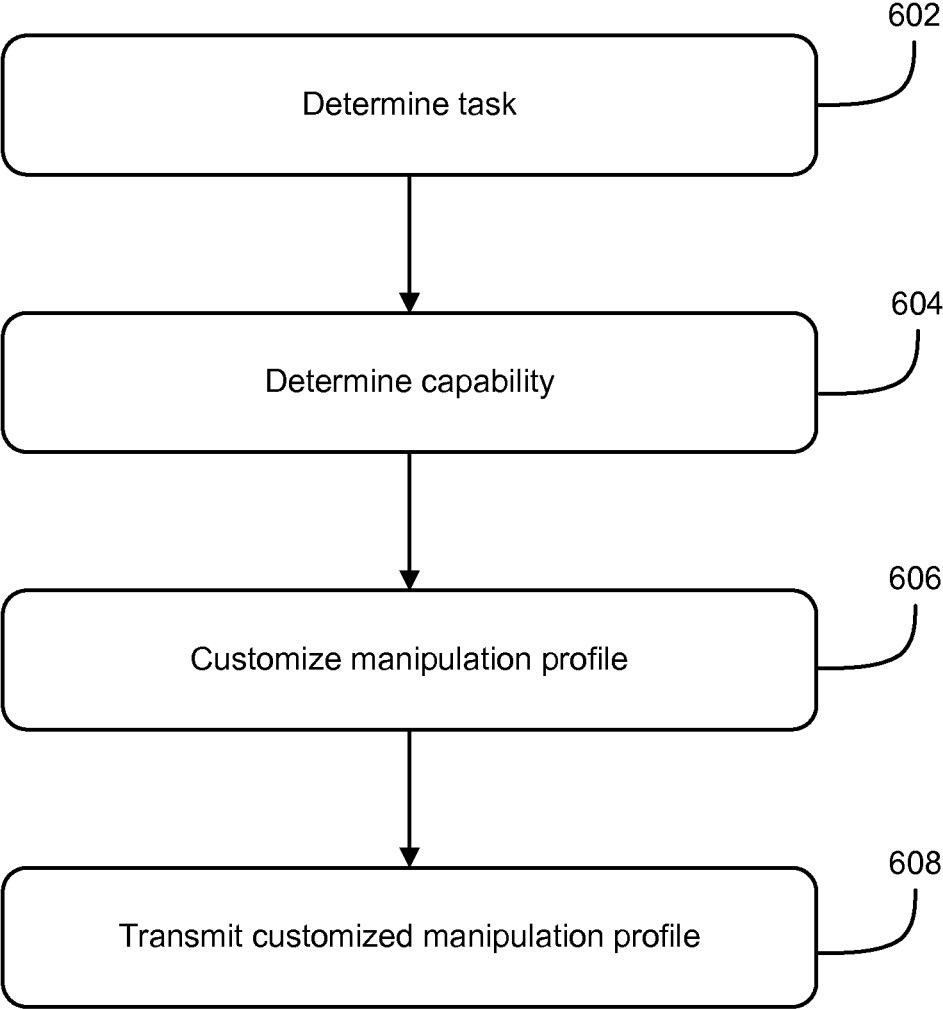 602
Determine task
604
Determine capability
606
Customize manipulation profile
608
Transmit customized manipulation profile